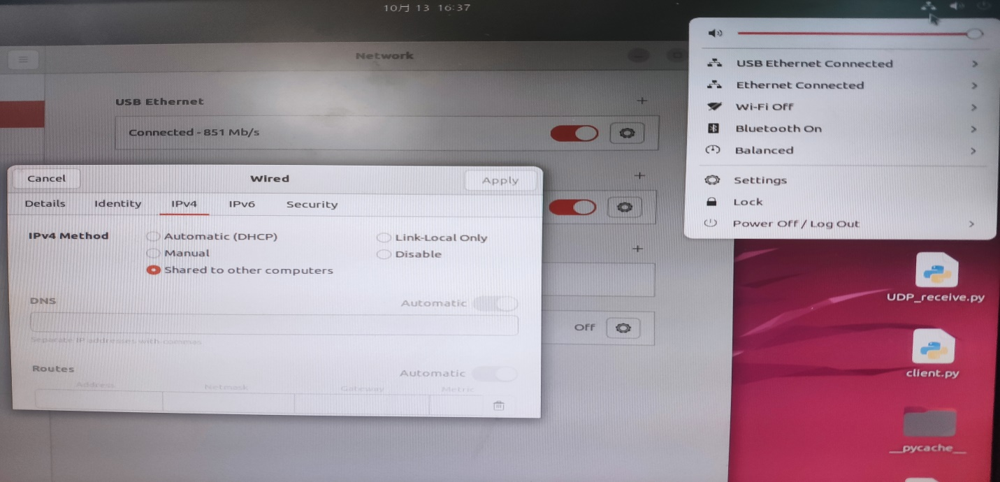 10月 13 16:37
Network
USB Ethernet
Connected - 851 Mb/s
Cancel
Wired
Apply
Details
Identity
IPv4
IPv6
Security
IPv4 Method
Automatic (DHCP)
Link-Local Only
Manual
Disable
Shared to other computers
DNS
Automatic
Separate IP addresses with commas
Routes
Automatic
Address
Netmask
Gateway
Metric
Off
USB Ethernet Connected
Ethernet Connected
Wi-Fi Off
Bluetooth On
Balanced
Settings
Lock
Power Off / Log Out
UDP_receive.py
client.py
__pycache__